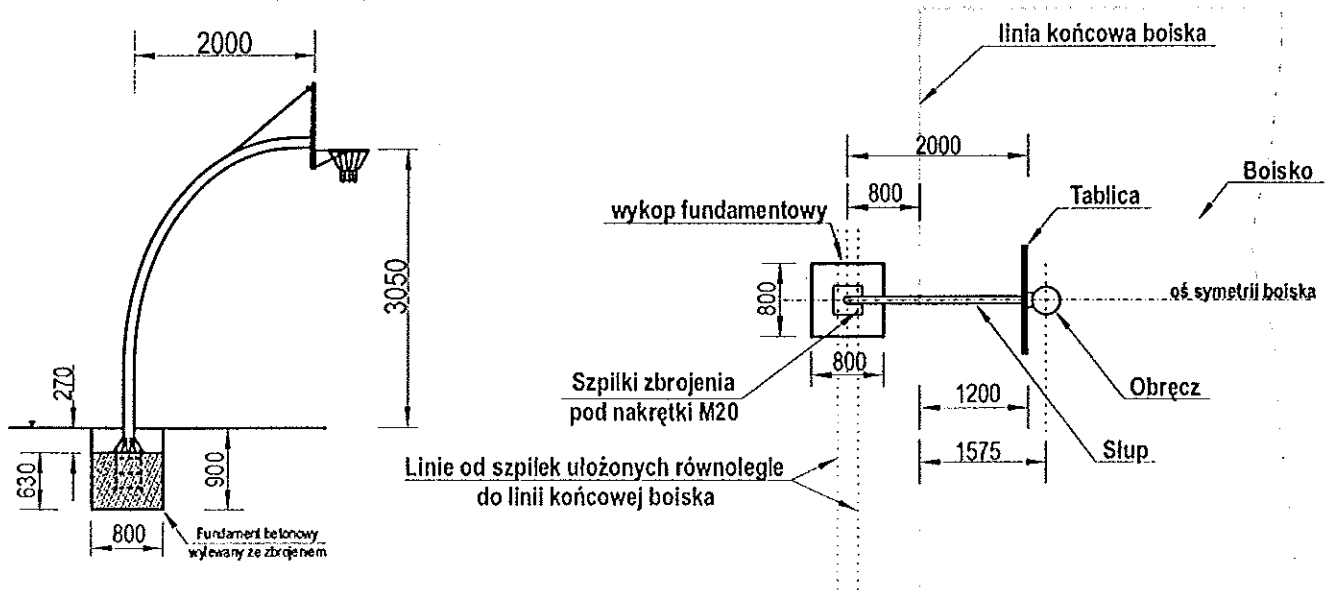 2000
3050
270
630
900
800
Fundament betonowy
wylewany ze zbrojeniem
linia końcowa boiska
2000
800
Boisko
Tablica
wykop fundamentowy
800
oś symetrii boiska
800
Szpilki zbrojenia
pod nakrętki M20
1200
Obręcz
1575
Słup
Linie od szpilek ułożonych równolegle
do linii końcowej boiska